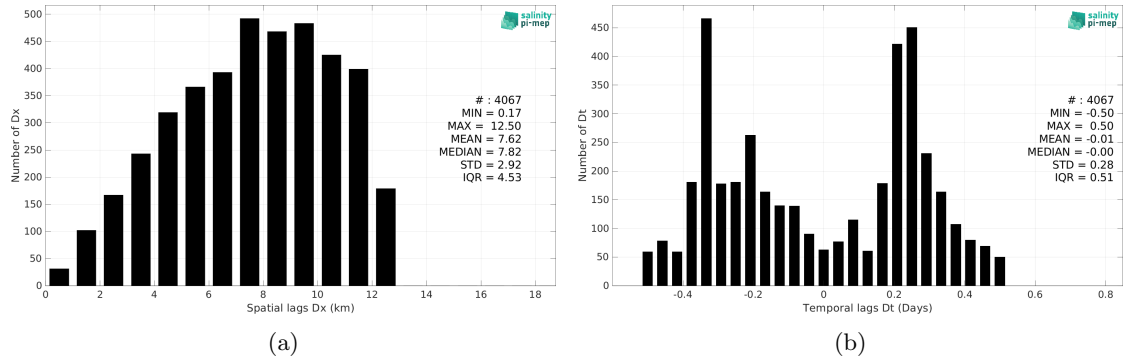 500
450
400
350
300
250
200
150
100
50
0
Number of Dx
salinity
pi-mep
# : 4067
MIN = 0.17
MAX = 12.50
MEAN = 7.62
MEDIAN = 7.82
STD = 2.92
IQR = 4.53
0 2 4 6 8 10 12 14 16 18
Spatial lags Dx (km)
(a)
450
400
350
300
250
200
150
100
50
0
Number of Dt
salinity
pi-mep
# : 4067
MIN = -0.50
MAX = 0.50
MEAN = -0.01
MEDIAN = -0.00
STD = 0.28
IQR = 0.51
-0.4 -0.2 0 0.2 0.4 0.6 0.8
Temporal lags Dt (Days)
(b)